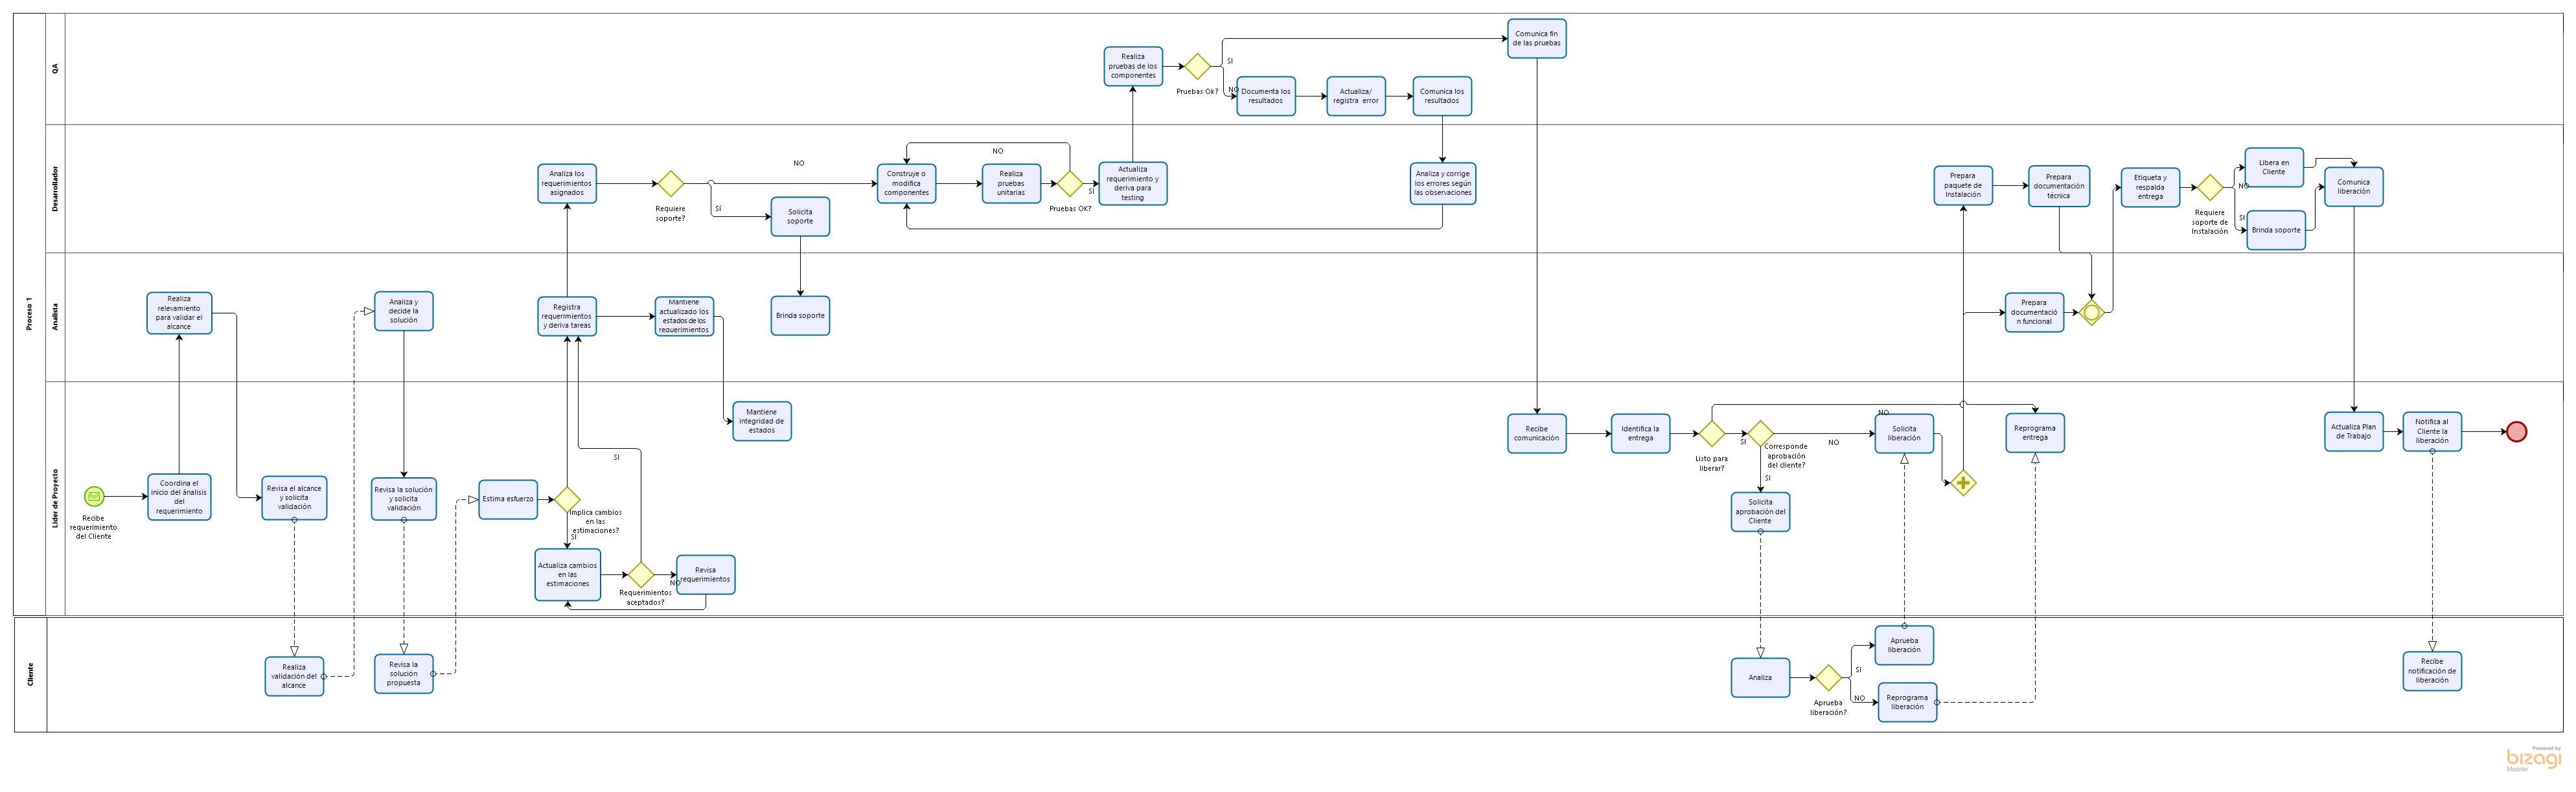 Proceso 1
QA
Comunica fin
de las pruebas
Realiza
pruebas de los
componentes
Pruebas Ok?
SI
NO
Documenta los
resultados
Actualiza/
registra error
Comunica los
resultados
Desarrollador
Analiza los
requerimientos
asignados
Requiere
soporte?
NO
Sí
Solicita
soporte
Construye o
modifica
componentes
NO
Realiza
pruebas
unitarias
Pruebas OK?
SI
Actualiza
requerimiento y
deriva para
testing
Analiza y corrige
los errores según
las observaciones
Prepara
paquete de
Instalación
Prepara
documentación
técnica
Etiqueta y
respalda
entrega
Requiere
soporte de
Instalación
NO
SI
Libera en
Cliente
Brinda soporte
Comunica
liberación
Analista
Realiza
relevamiento
para validar el
alcance
Analiza y
decide la
solución
Registra
requerimientos
y deriva tareas
Mantiene
actualizado los
estados de los
requerimientos
Brinda soporte
Prepara
documentació
n funcional
Líder de Proyecto
Recibe
requerimiento
del Cliente
Coordina el
inicio del ánalisis
del
requerimiento
Revisa el alcance
y solicita
validación
Revisa la solución
y solicita
validación
Estima esfuerzo
Implica cambios
en las
estimaciones?
SI
SI
Actualiza cambios
en las
estimaciones
Requerimientos
aceptados?
NO
Revisa
requerimientos
Mantiene
integridad de
estados
Recibe
comunicación
Identifica la
entrega
Listo para
liberar?
SI
NO
Corresponde
aprobación
del cliente?
NO
SI
Solicita
aprobación del
Cliente
Solicita
liberación
Reprograma
entrega
Actualiza Plan
de Trabajo
Notifica al
Cliente la
liberación
Cliente
Realiza
validación del
alcance
Revisa la
solución
propuesta
Analiza
Aprueba
liberación?
SI
NO
Aprueba
liberación
Reprograma
liberación
Recibe
notificación de
liberación
Powered by
bizagi
Modeler